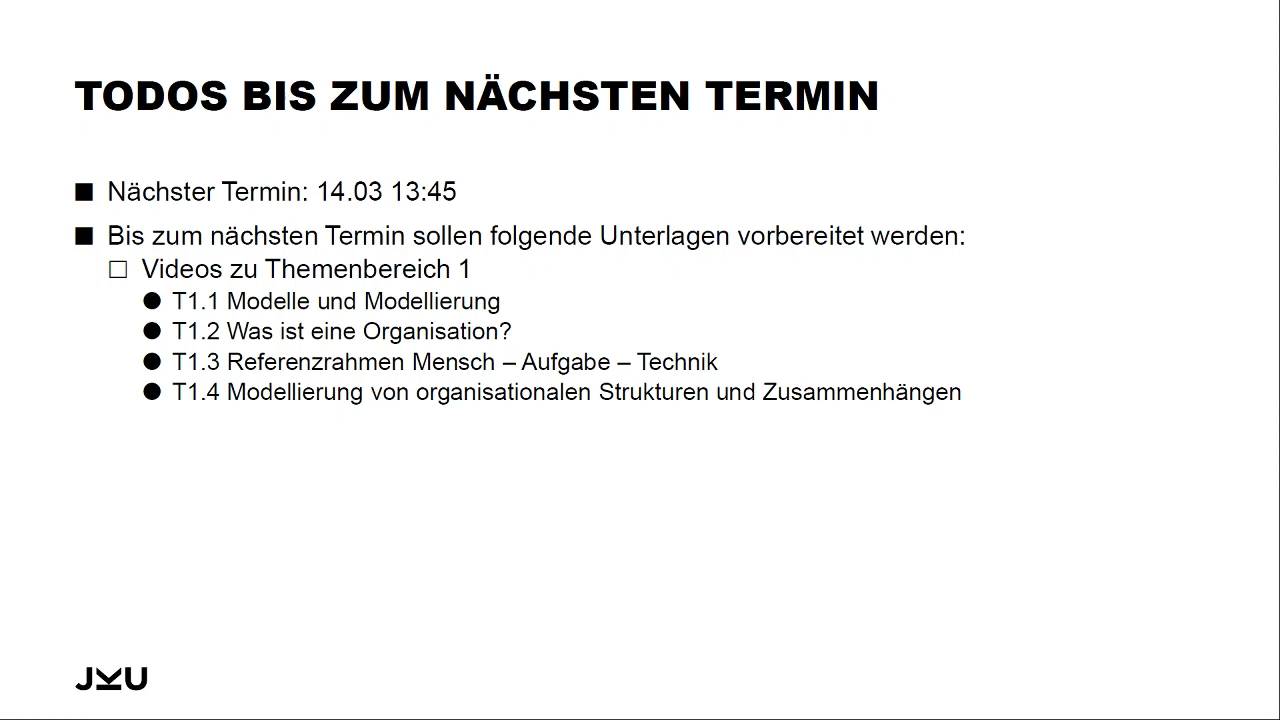 TODOS BIS ZUM NÄCHSTEN TERMIN
Nächster Termin: 14.03 13:45
Bis zum nächsten Termin sollen folgende Unterlagen vorbereitet werden:
Videos zu Themenbereich 1
T1.1 Modelle und Modellierung
T1.2 Was ist eine Organisation?
T1.3 Referenzrahmen Mensch – Aufgabe – Technik
T1.4 Modellierung von organisationalen Strukturen und Zusammenhängen
JKU